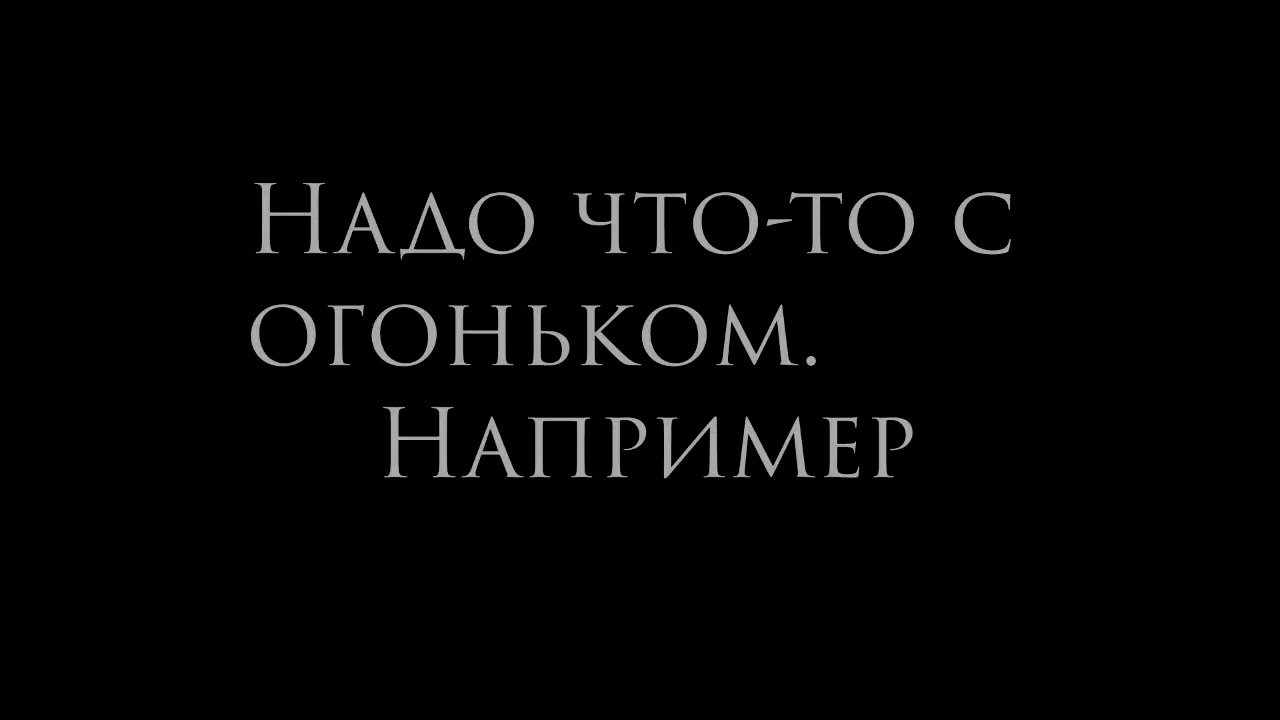 Надо что-то с
огоньком.
Например